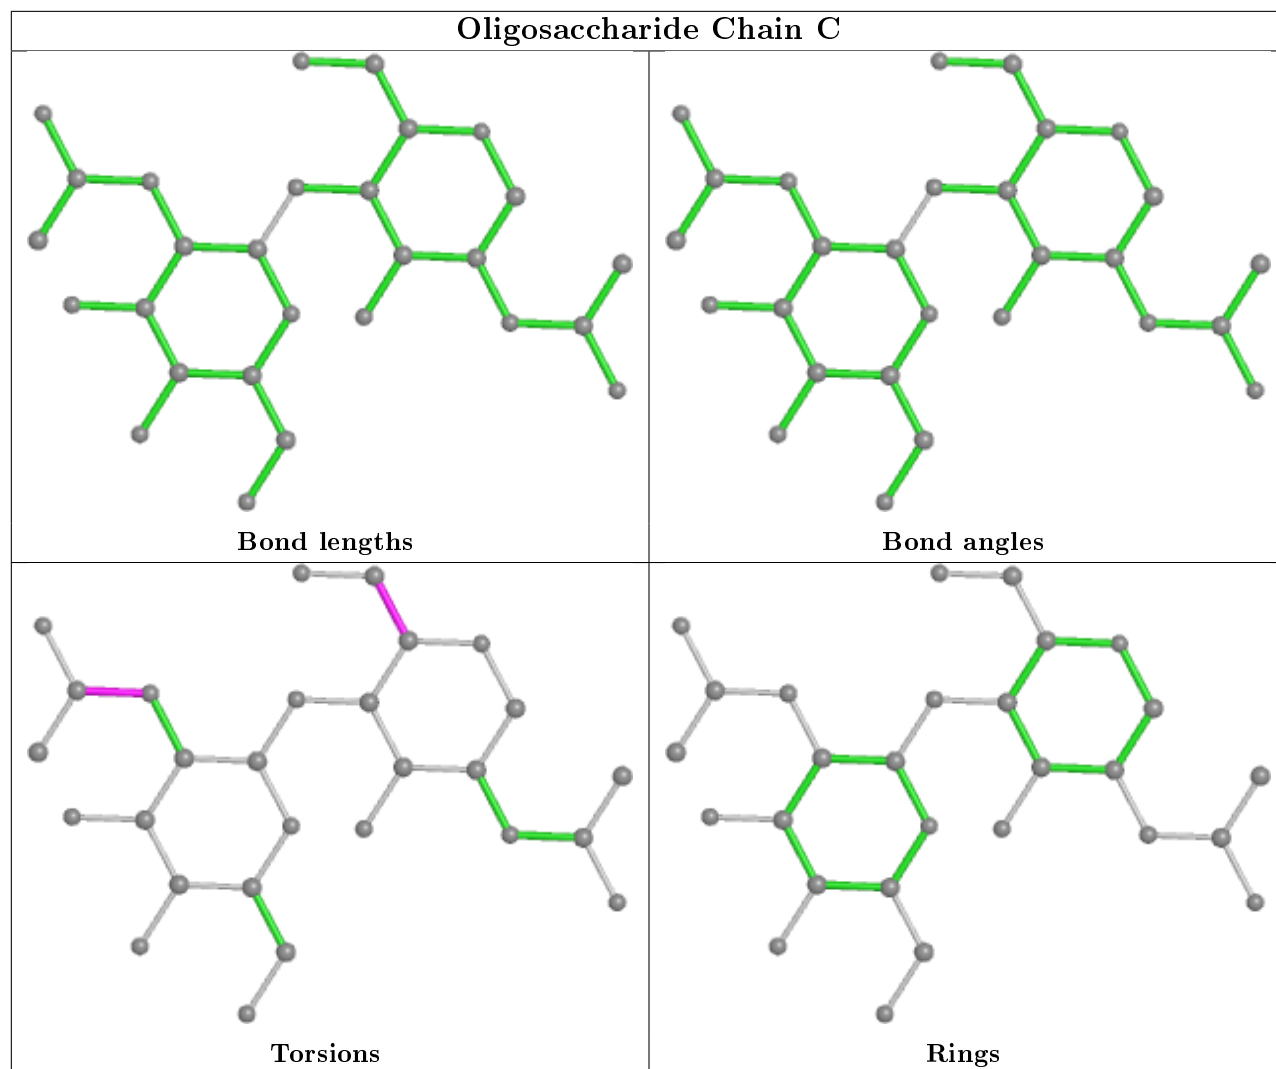 Oligosaccharide Chain C
Bond lengths
Bond angles
Torsions
Rings